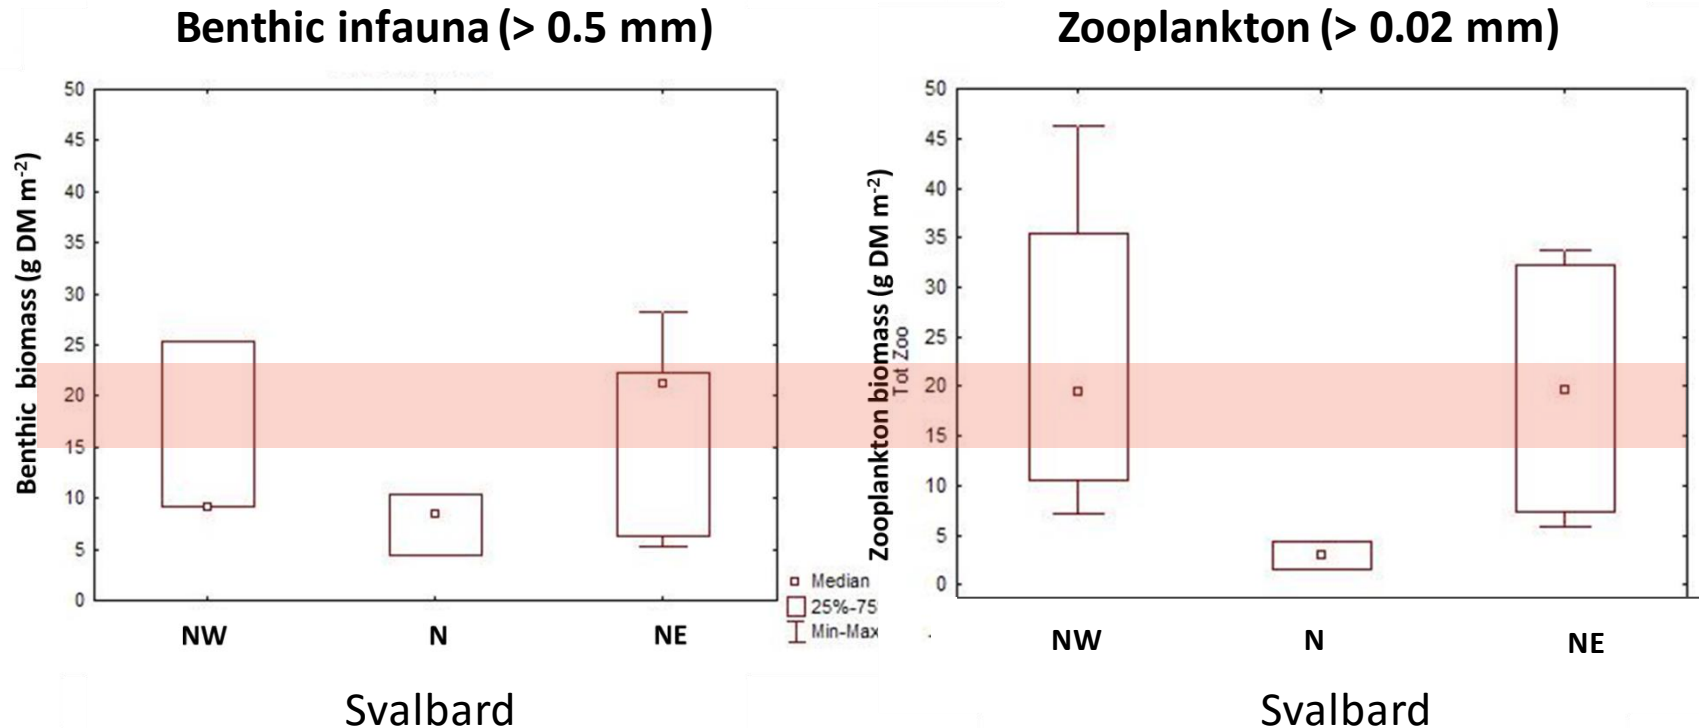 Benthic infauna (> 0.5 mm)
Benthic biomass (g DM m-2)
50
45
40
35
30
25
20
15
10
5
0
NW N NE
Svalbard
Median
25%-75
Min-Max
Zooplankton (> 0.02 mm)
Zooplankton biomass (g DM m-2)
Tot Zoo
50
45
40
35
30
25
20
15
10
5
0
NW N NE
Svalbard